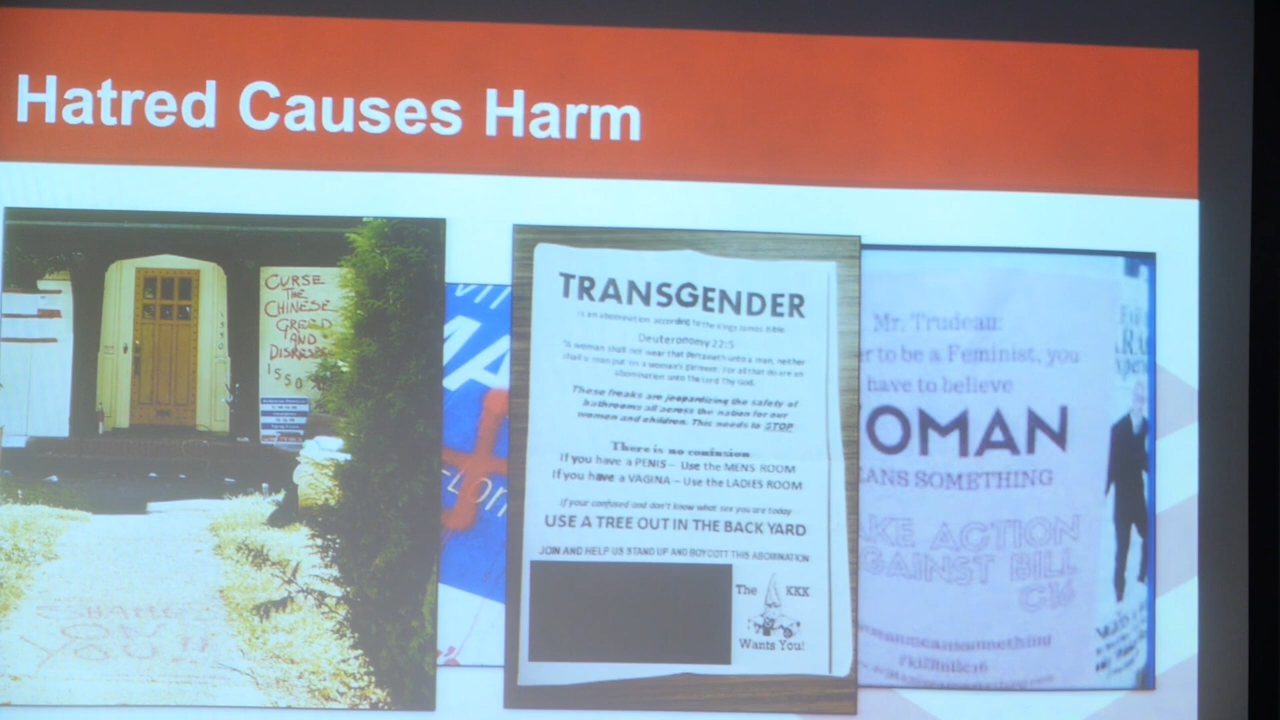 Hatred Causes Harm
CURSE
THE
CHINESE
GREED
AND
DISEASE
1550
SHAME
ON
YOU!!
MA
TRANSGENDER
is an abomination according to the Kings James Bible.
Deuteronomy 22:5
"A woman shall not wear that pertaineth unto a man, neither
shall a man put on a woman's garment: For all that do are an
abomination unto the Lord Thy God.
These freaks are jeopardizing the safety of
bathrooms all across the nation for our
women and children. This needs to STOP
There is no confusion
If you have a PENIS – Use the MENS ROOM
If you have a VAGINA – Use the LADIES ROOM
If your confused and don't know what sex you are today
USE A TREE OUT IN THE BACK YARD
JOIN AND HELP US STAND UP AND BOYCOTT THIS ABOMINATION
The KKK
Wants You!
Mr. Trudeau:
er to be a Feminist, you
have to believe
OMAN
EANS SOMETHING
AKE ACTION
GAINST BILL
C16
#killbillc16